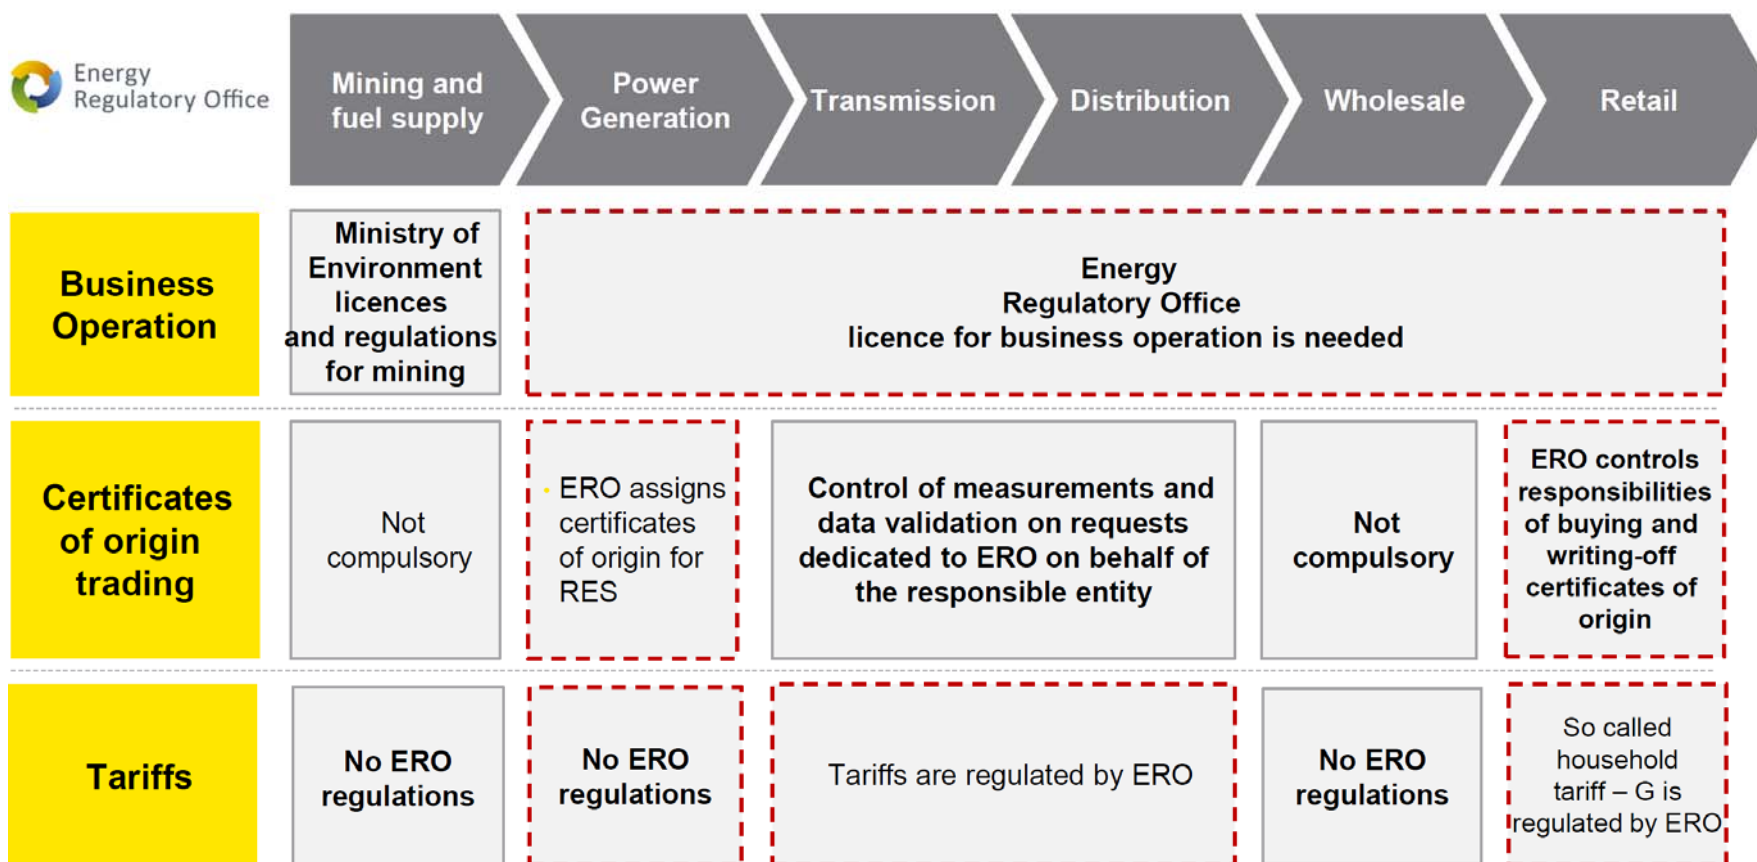 Energy
Regulatory Office
Mining and
fuel supply
Power
Generation
Transmission
Distribution
Wholesale
Retail
Business
Operation
Ministry of
Environment
licences
and regulations
for mining
Energy
Regulatory Office
licence for business operation is needed
Certificates
of origin
trading
Not
compulsory
· ERO assigns
certificates
of origin for
RES
Control of measurements and
data validation on requests
dedicated to ERO on behalf of
the responsible entity
Not
compulsory
ERO controls
responsibilities
of buying and
writing-off
certificates of
origin
Tariffs
No ERO
regulations
No ERO
regulations
Tariffs are regulated by ERO
No ERO
regulations
So called
household
tariff – G is
regulated by ERO